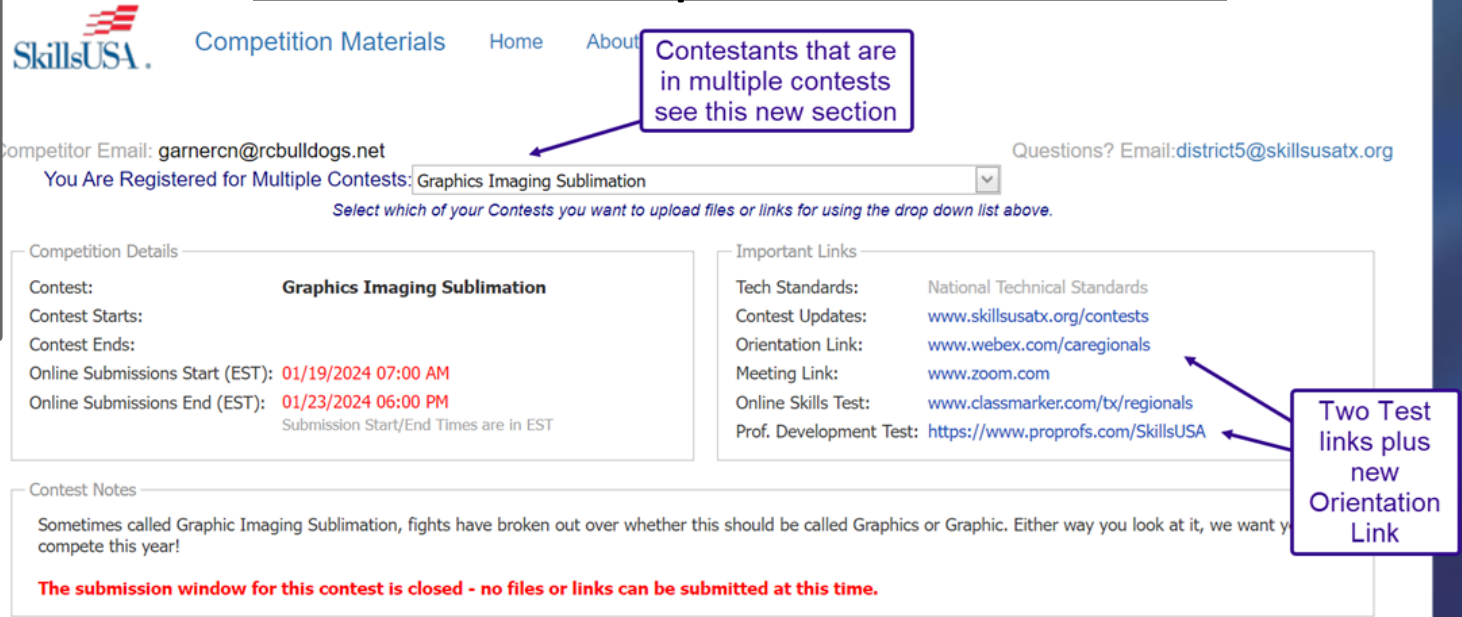 SkillsUSA.
Competition Materials Home About
Contestants that are
in multiple contests
see this new section
ompetitor Email: garnercn@rcbulldogs.net
Questions? Email:district5@skillsusatx.org
You Are Registered for Multiple Contests: Graphics Imaging Sublimation
Select which of your Contests you want to upload files or links for using the drop down list above.
Competition Details
Contest: Graphics Imaging Sublimation
Contest Starts:
Contest Ends:
Online Submissions Start (EST): 01/19/2024 07:00 AM
Online Submissions End (EST): 01/23/2024 06:00 PM
Submission Start/End Times are in EST
Important Links
Tech Standards: National Technical Standards
Contest Updates: www.skillsusatx.org/contests
Orientation Link: www.webex.com/caregionals
Meeting Link: www.zoom.com
Online Skills Test: www.classmarker.com/tx/regionals
Prof. Development Test: https://www.proprofs.com/SkillsUSA
Two Test
links plus
new
Orientation
Link
Contest Notes
Sometimes called Graphic Imaging Sublimation, fights have broken out over whether this should be called Graphics or Graphic. Either way you look at it, we want
compete this year!
The submission window for this contest is closed - no files or links can be submitted at this time.